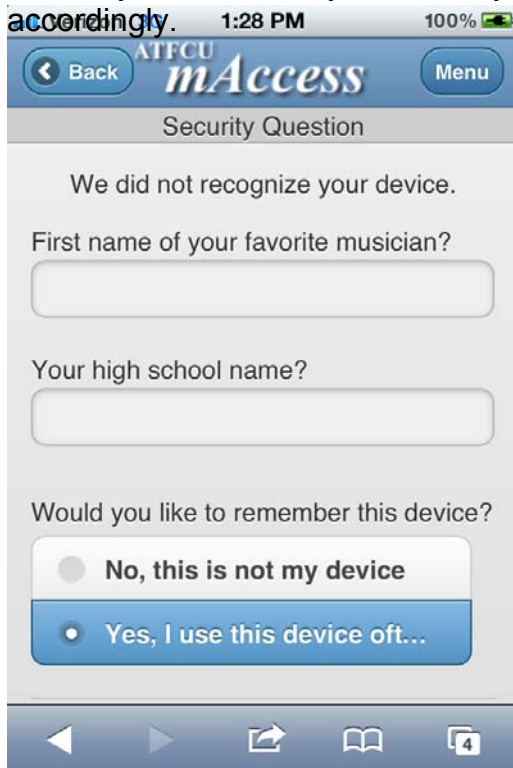 accordingly.
1:28 PM
100%
Back
ATFCU
mAccess
Menu
Security Question
We did not recognize your device.
First name of your favorite musician?
Your high school name?
Would you like to remember this device?
No, this is not my device
Yes, I use this device oft...
4